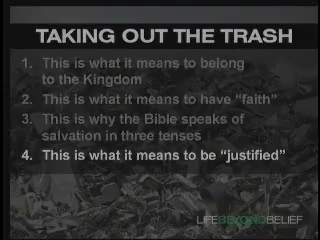 TAKING OUT THE TRASH
1. This is what it means to belong
to the Kingdom
2. This is what it means to have “faith”
3. This is why the Bible speaks of
salvation in three tenses
4. This is what it means to be “justified”
LIFEBEYONDBELIEF